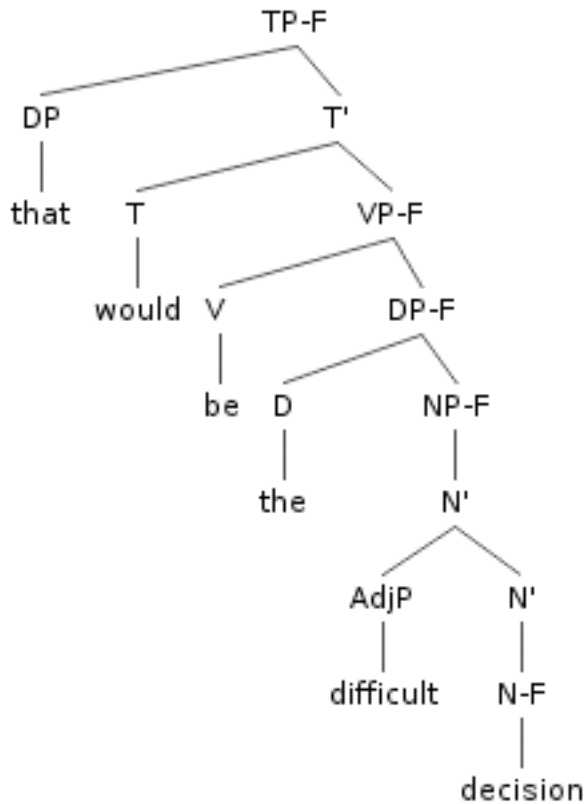 TP-F
DP T'
that T VP-F
would V DP-F
be D NP-F
the N'
AdjP N'
difficult N-F
decision